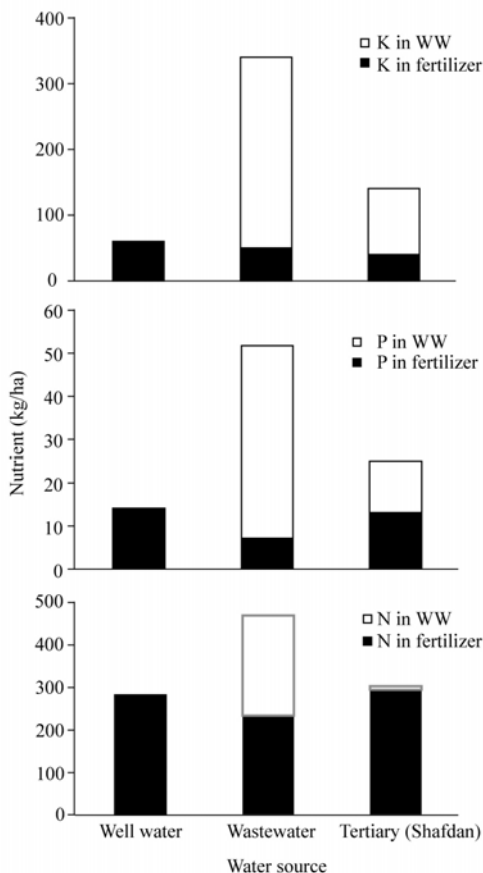 400
300
200
100
0
K in WW
K in fertilizer
60
50
40
30
20
10
0
P in WW
P in fertilizer
Nutrient (kg/ha)
500
400
300
200
100
0
N in WW
N in fertilizer
Well water Wastewater Tertiary (Shafdan)
Water source